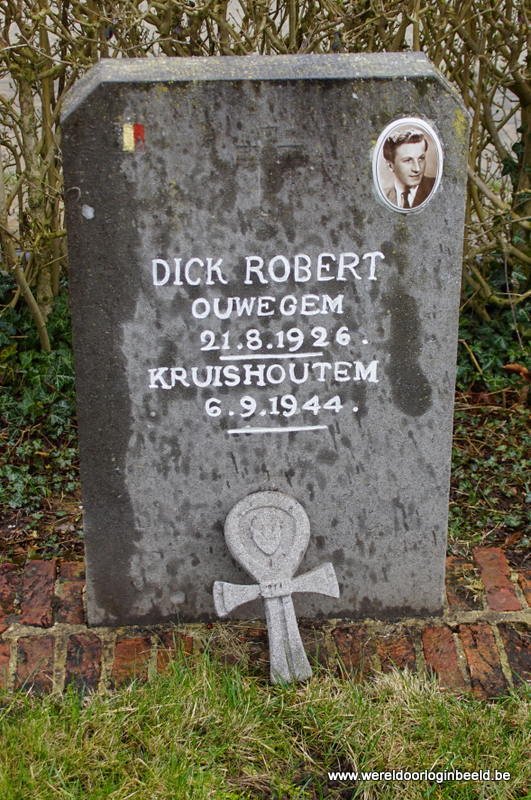 DICK ROBERT
OUWEGEM
21.8.1926.
KRUISHOUTEM
6.9.1944.
www.wereldoorloginbeeld.be